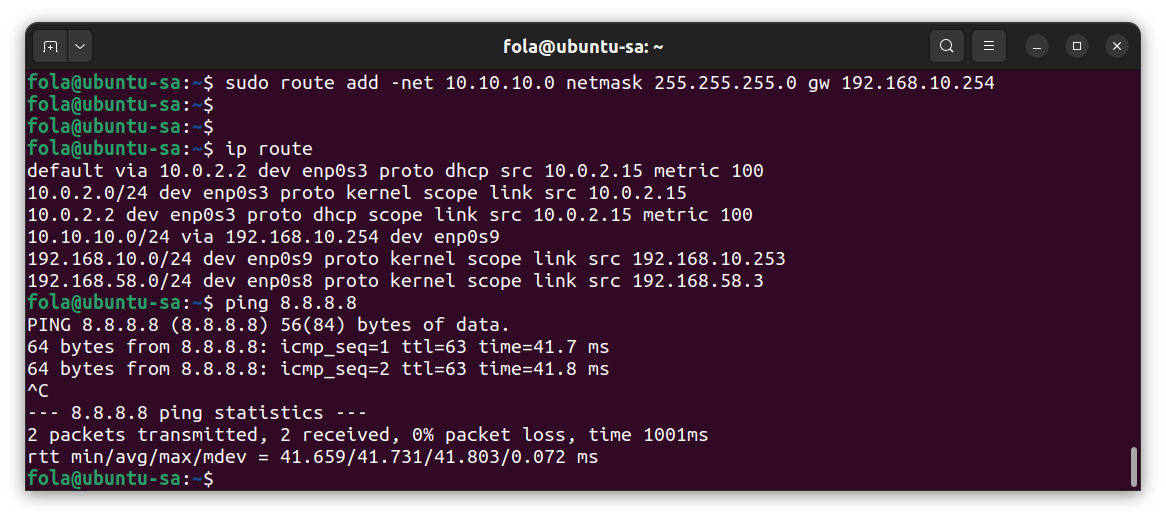 fola@ubuntu-sa: ~
fola@ubuntu-sa:~$ sudo route add -net 10.10.10.0 netmask 255.255.255.0 gw 192.168.10.254
fola@ubuntu-sa:~$
fola@ubuntu-sa:~$
fola@ubuntu-sa:~$ ip route
default via 10.0.2.2 dev enp0s3 proto dhcp src 10.0.2.15 metric 100
10.0.2.0/24 dev enp0s3 proto kernel scope link src 10.0.2.15
10.0.2.2 dev enp0s3 proto dhcp scope link src 10.0.2.15 metric 100
10.10.10.0/24 via 192.168.10.254 dev enp0s9
192.168.10.0/24 dev enp0s9 proto kernel scope link src 192.168.10.253
192.168.58.0/24 dev enp0s8 proto kernel scope link src 192.168.58.3
fola@ubuntu-sa:~$ ping 8.8.8.8
PING 8.8.8.8 (8.8.8.8) 56(84) bytes of data.
64 bytes from 8.8.8.8: icmp_seq=1 ttl=63 time=41.7 ms
64 bytes from 8.8.8.8: icmp_seq=2 ttl=63 time=41.8 ms
^C
--- 8.8.8.8 ping statistics ---
2 packets transmitted, 2 received, 0% packet loss, time 1001ms
rtt min/avg/max/mdev = 41.659/41.731/41.803/0.072 ms
fola@ubuntu-sa:~$